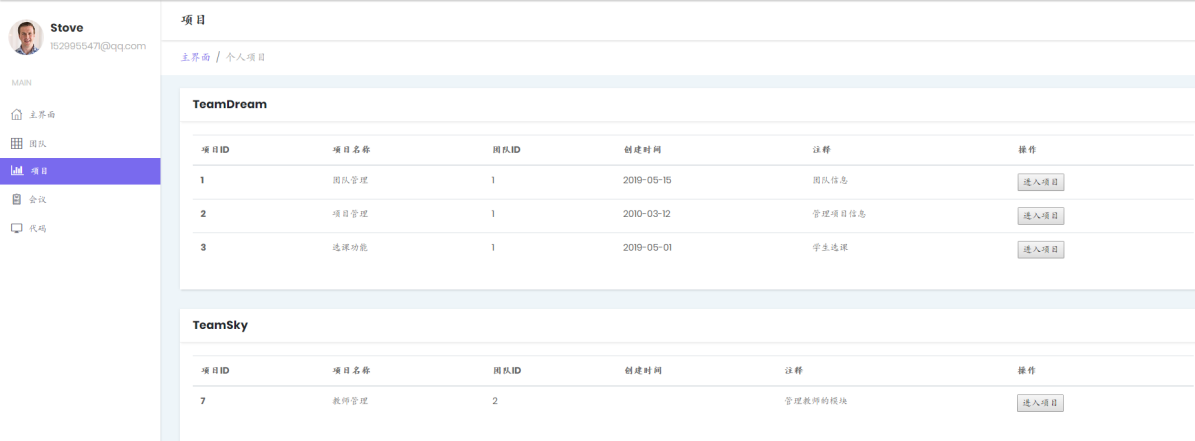 Stove
1529955471@qq.com
MAIN
主界面
团队
项目
会议
代码
项目
主界面 / 个人项目
TeamDream
项目ID 项目名称 团队ID 创建时间 注释 操作
1 团队管理 1 2019-05-15 团队信息 进入项目
2 项目管理 1 2010-03-12 管理项目信息 进入项目
3 选课功能 1 2019-05-01 学生选课 进入项目
TeamSky
项目ID 项目名称 团队ID 创建时间 注释 操作
7 教师管理 2 管理教师的模块 进入项目